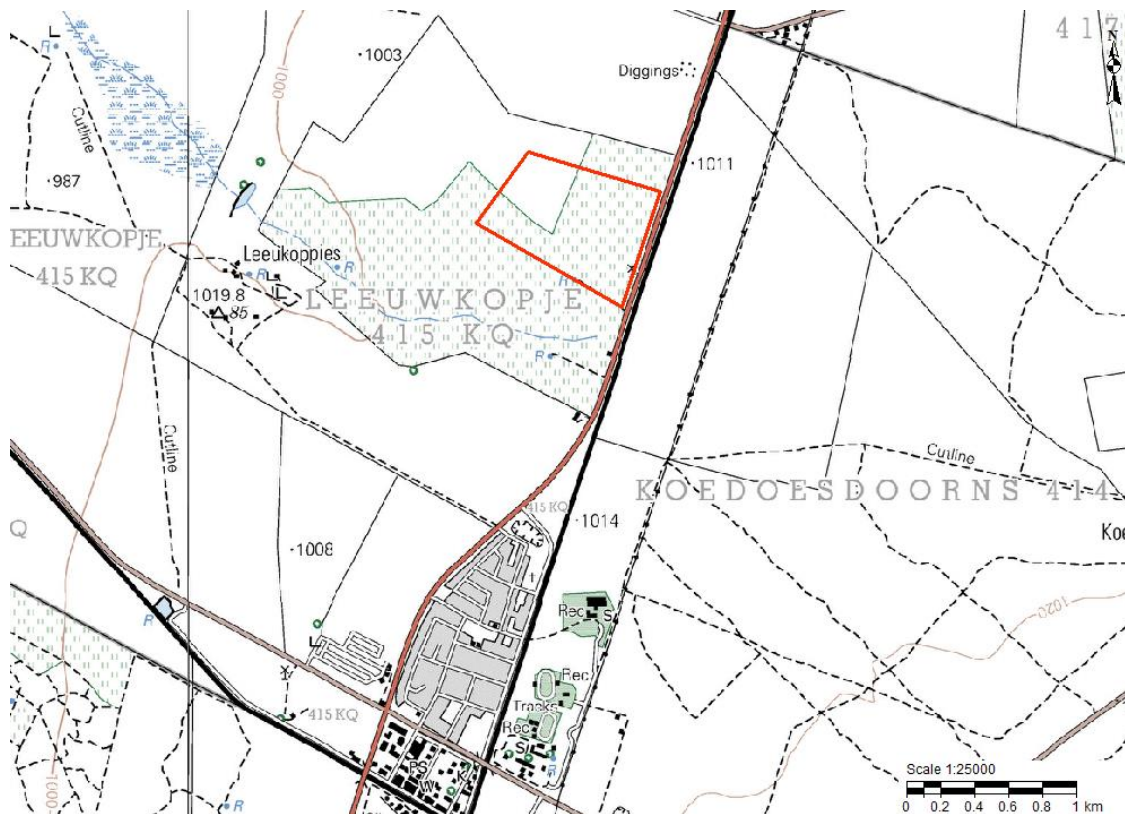 417
N
R
Cutline
1003
1000
Diggings
1011
987
EEUWKOPJE
415 KQ
Leeukoppies
R
R
1019.8
85
LEEUWKOPJE
415 KQ
R
Cutline
Cutline
KOEDOESDOORNS 414
Q
415 KQ
1014
1008
Koe
R
Rec
S
1020
Rec
Tracks
415 KQ
Rec
S
R
PS
W
K
1000
R
Scale 1:25000
0 0.2 0.4 0.6 0.8 1 km